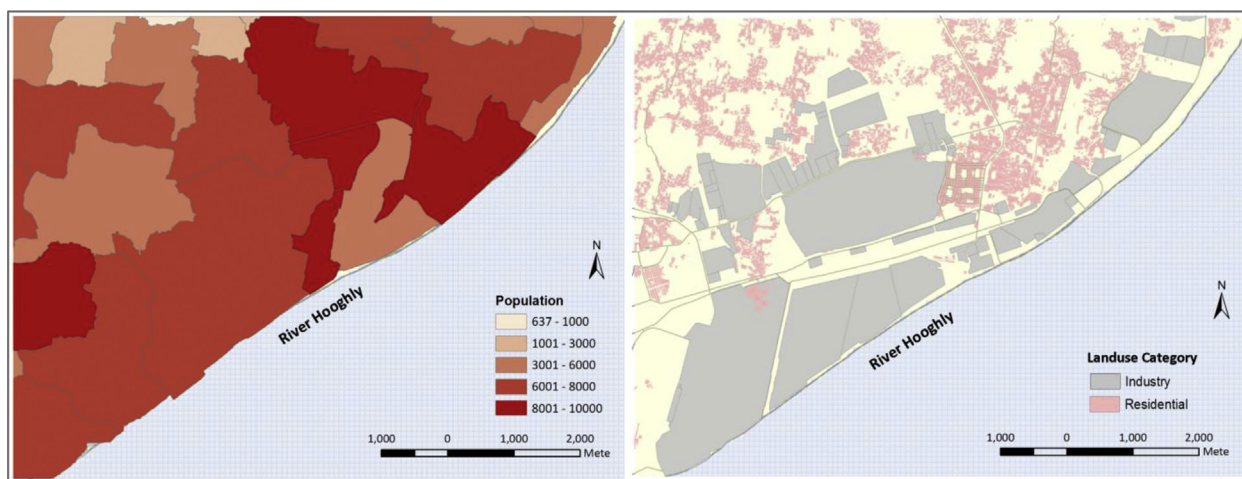 N
River Hooghly
Population
637 - 1000
1001 - 3000
3001 - 6000
6001 - 8000
8001 - 10000
1,000 0 1,000 2,000
Mete
N
River Hooghly
Landuse Category
Industry
Residential
1,000 0 1,000 2,000
Mete